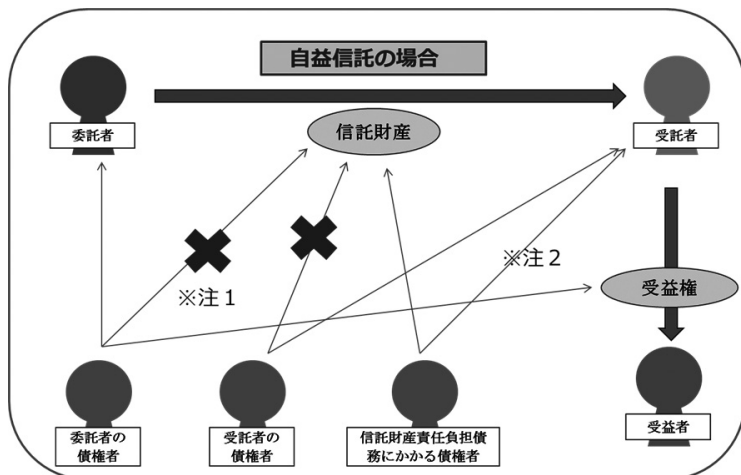 自益信託の場合
委託者
信託財産
受託者
※注１
※注２
受益権
委託者の
債権者
受託者の
債権者
信託財産責任負担債
務にかかる債権者
受益者